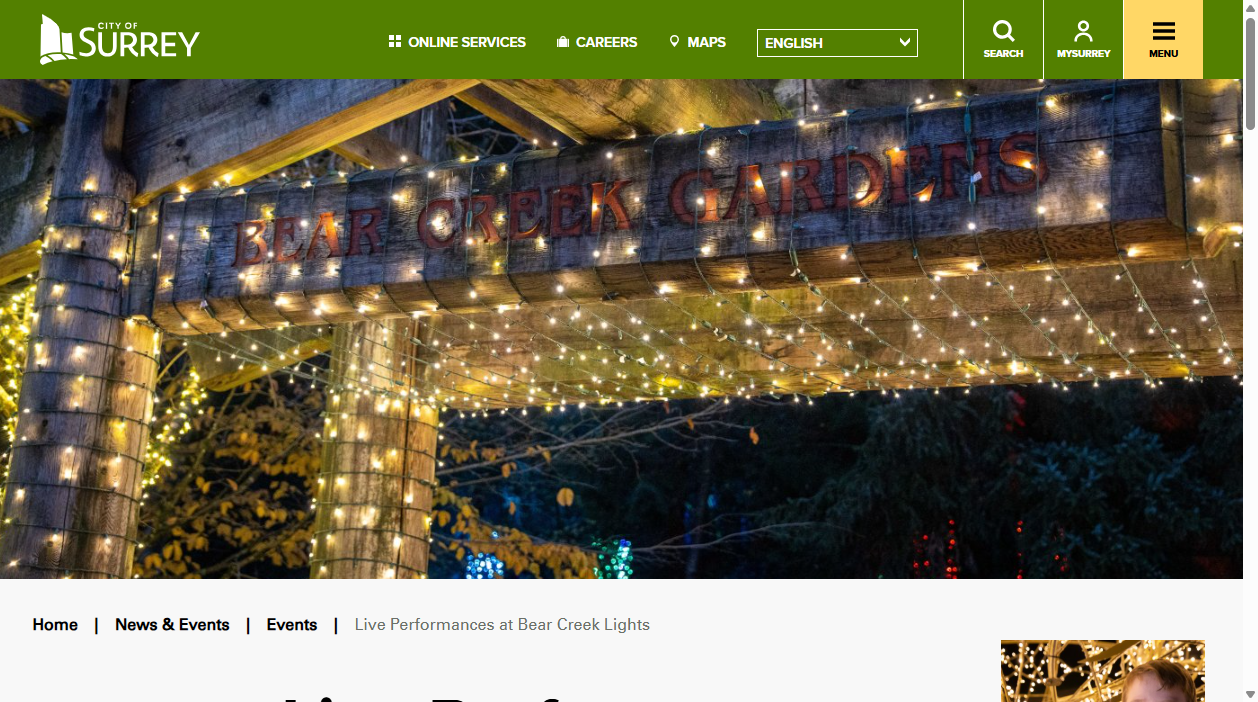 CITY OF
SURREY
ONLINE SERVICES
CAREERS
MAPS
ENGLISH
SEARCH
MYSURREY
MENU
BEAR CREEK GARDENS
Home | News & Events | Events | Live Performances at Bear Creek Lights